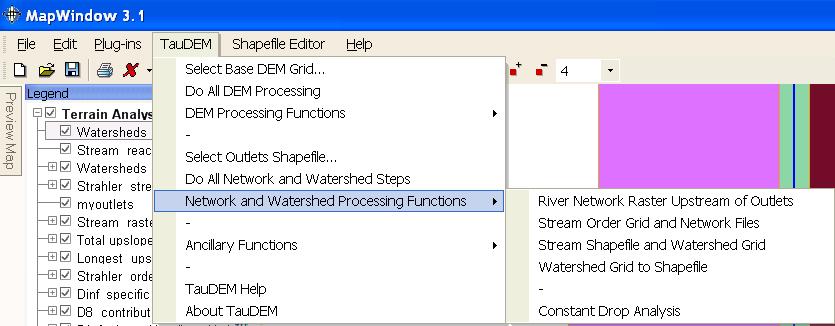 MapWindow 3.1
File Edit Plug-ins TauDEM Shapefile Editor Help
4
Legend
Preview Map
Terrain Analys
Watersheds
Stream reac
Watersheds
Strahler stre
myoutlets
Stream raste
Total upslope
Longest ups
Strahler orde
Dinf specific
D8 contribut
Select Base DEM Grid...
Do All DEM Processing
DEM Processing Functions
-
Select Outlets Shapefile...
Do All Network and Watershed Steps
Network and Watershed Processing Functions
-
Ancillary Functions
-
TauDEM Help
About TauDEM
River Network Raster Upstream of Outlets
Stream Order Grid and Network Files
Stream Shapefile and Watershed Grid
Watershed Grid to Shapefile
-
Constant Drop Analysis